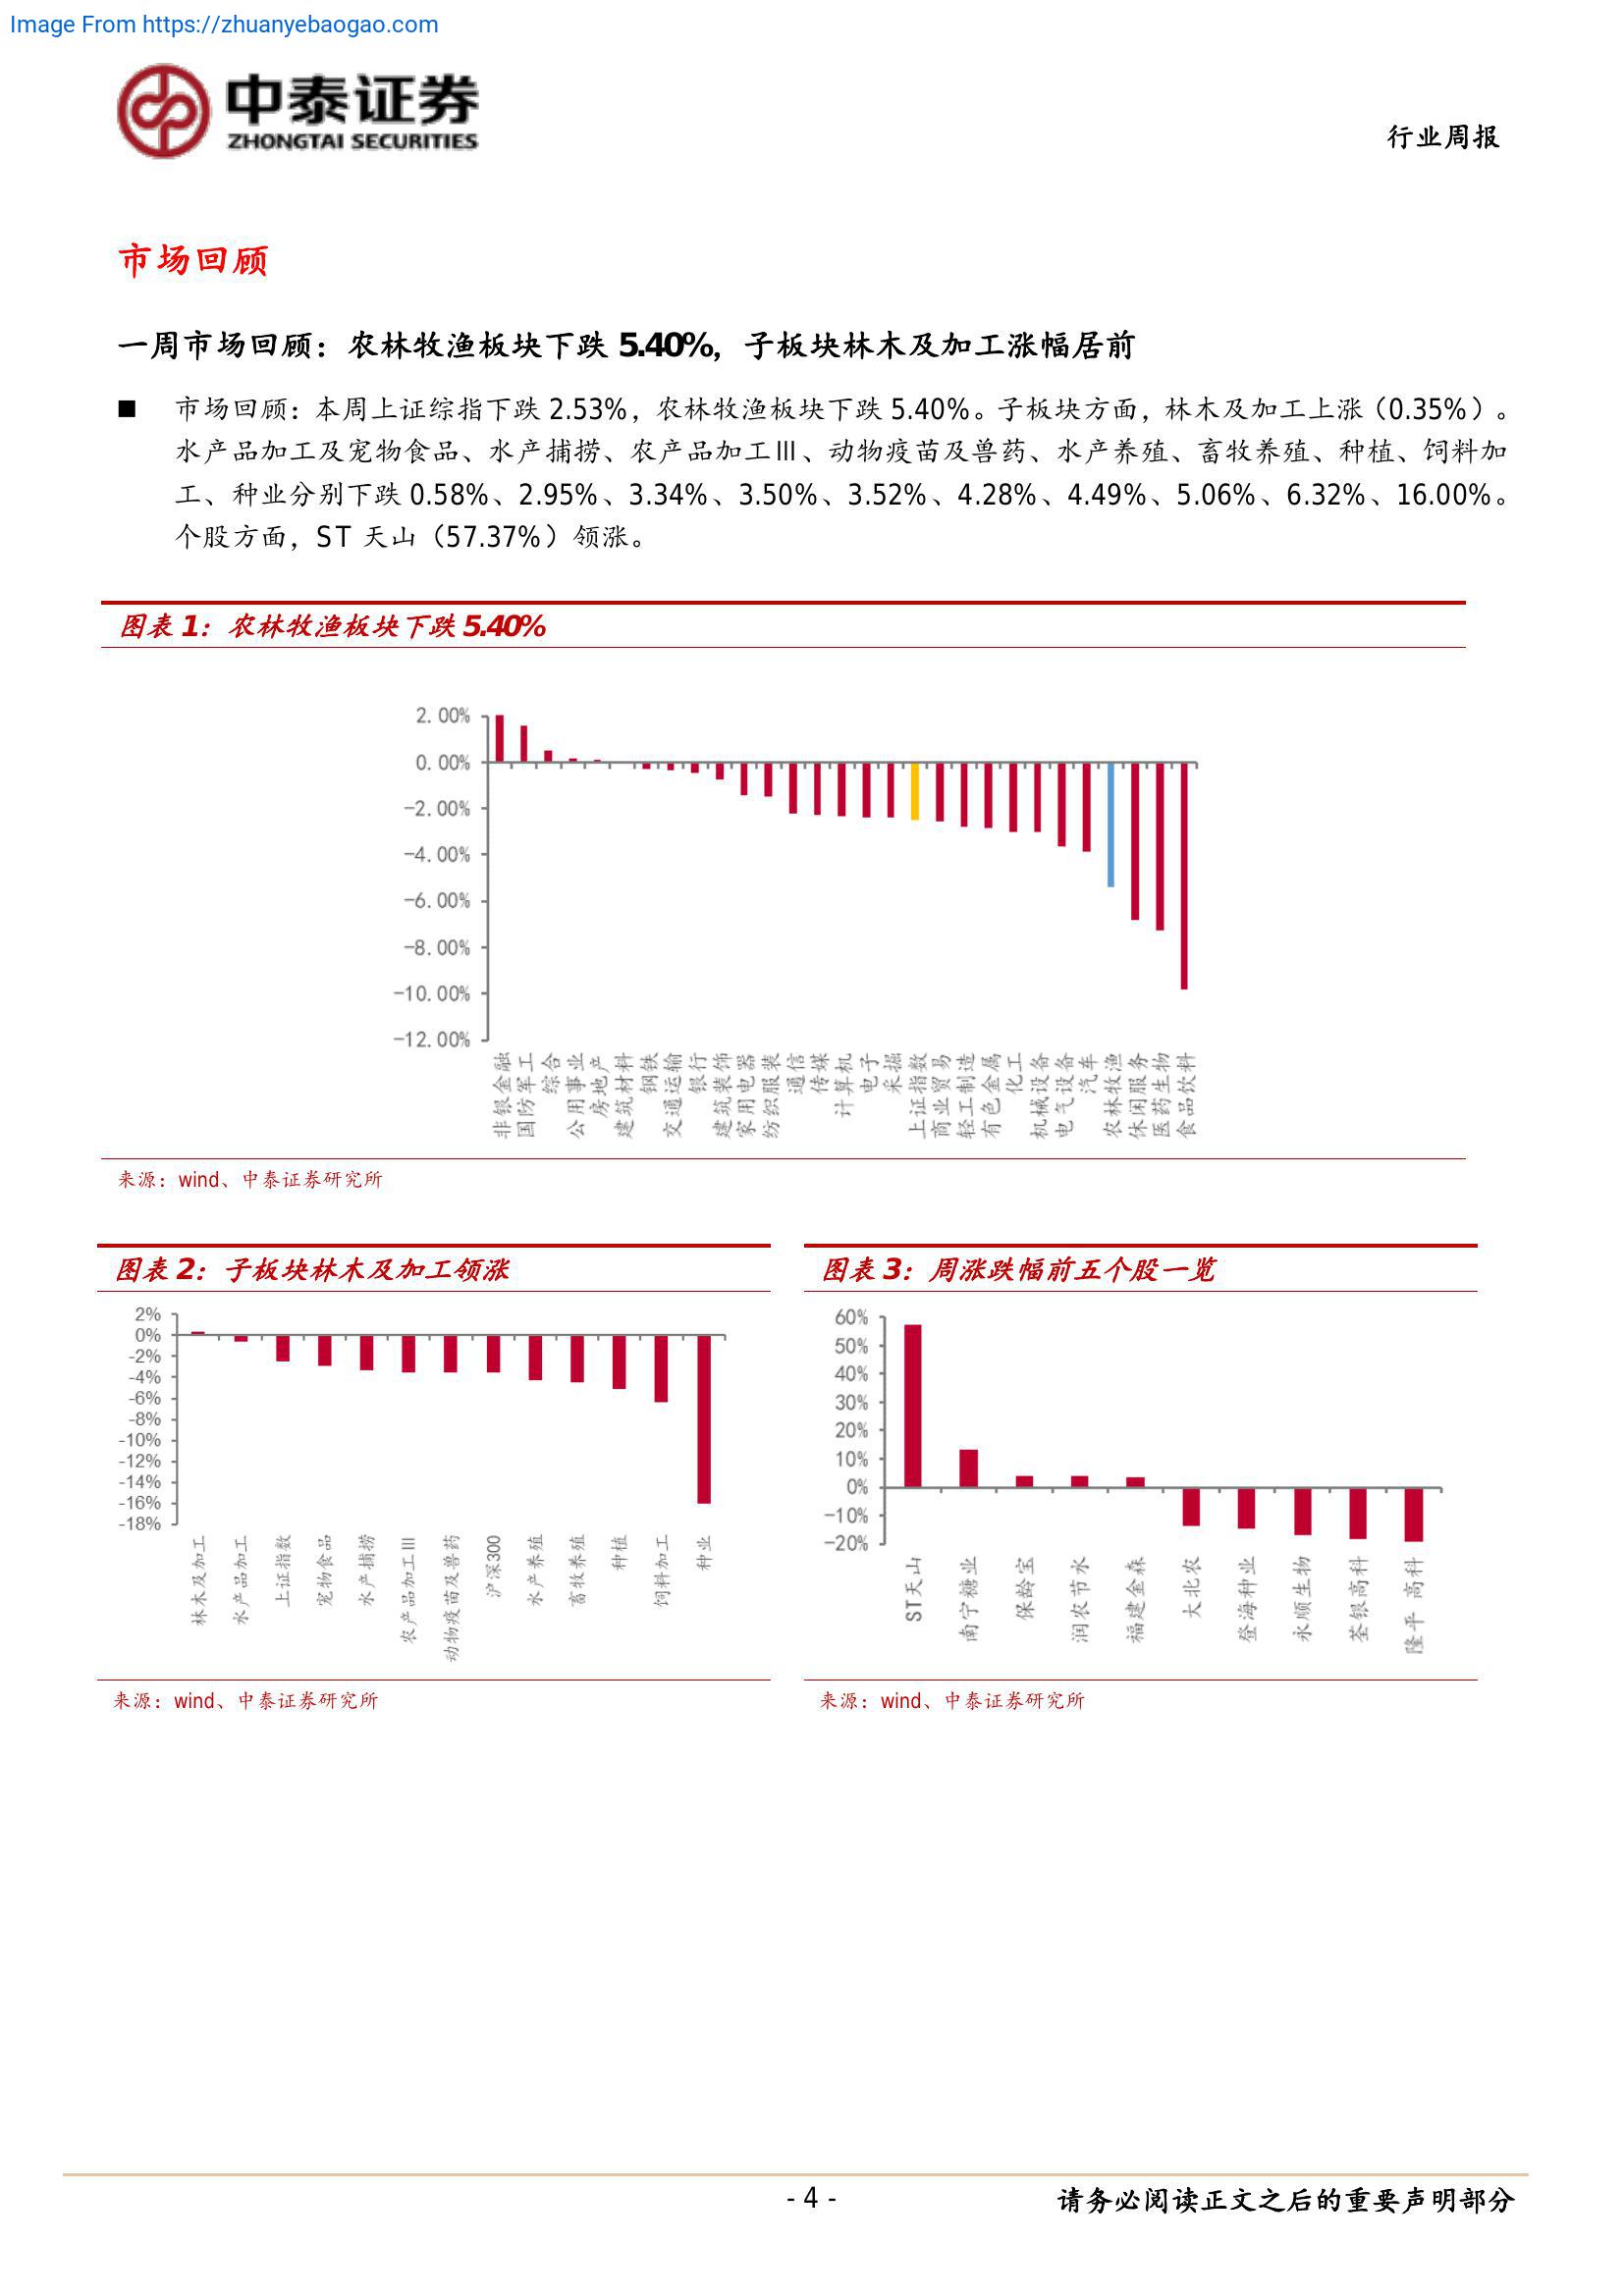 Image From https://zhuanyebaogao.com
中泰证券
ZHONGTAI SECURITIES
行业周报
市场回顾
一周市场回顾：农林牧渔板块下跌 5.40%，子板块林木及加工涨幅居前
■ 市场回顾：本周上证综指下跌 2.53%，农林牧渔板块下跌 5.40%。子板块方面，林木及加工上涨（0.35%）。
水产品加工及宠物食品、水产捕捞、农产品加工Ⅲ、动物疫苗及兽药、水产养殖、畜牧养殖、种植、饲料加
工、种业分别下跌 0.58%、2.95%、3.34%、3.50%、3.52%、4.28%、4.49%、5.06%、6.32%、16.00%。
个股方面，ST 天山（57.37%）领涨。
图表 1：农林牧渔板块下跌 5.40%
2.00%
0.00%
-2.00%
-4.00%
-6.00%
-8.00%
-10.00%
-12.00%
非银金融
国防军工
综合
公用事业
房地产
建筑材料
钢铁
交通运输
银行
建筑装饰
家用电器
纺织服装
通信
传媒
计算机
电子
采掘
上证指数
商业贸易
轻工制造
有色金属
化工
机械设备
电气设备
汽车
农林牧渔
休闲服务
医药生物
食品饮料
来源：wind、中泰证券研究所
图表 2：子板块林木及加工领涨
2%
0%
-2%
-4%
-6%
-8%
-10%
-12%
-14%
-16%
-18%
林木及加工
水产品加工
上证指数
宠物食品
水产捕捞
农产品加工Ⅲ
动物疫苗及兽药
沪深300
水产养殖
畜牧养殖
种植
饲料加工
种业
来源：wind、中泰证券研究所
图表 3：周涨跌幅前五个股一览
60%
50%
40%
30%
20%
10%
0%
-10%
-20%
ST天山
南宁糖业
保龄宝
润农节水
福建金森
大北农
登海种业
永顺生物
荃银高科
隆平 高科
来源：wind、中泰证券研究所
- 4 -
请务必阅读正文之后的重要声明部分